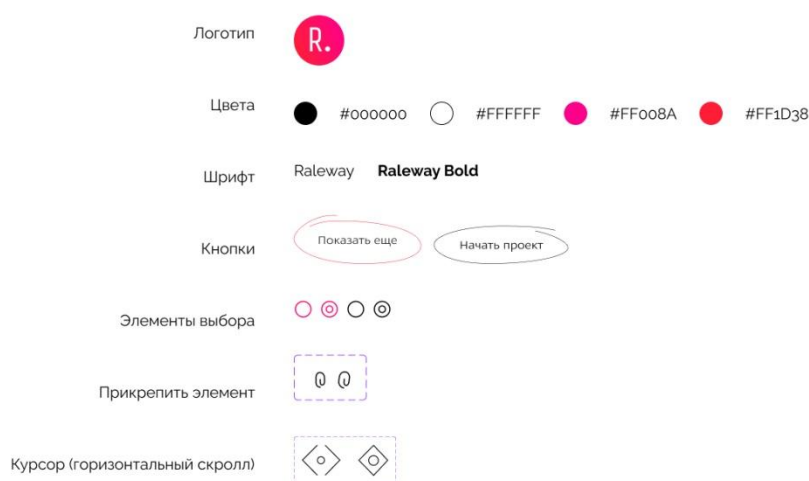 Логотип R.
Цвета #000000 #FFFFFF #FF008A #FF1D38
Шрифт Raleway Raleway Bold
Кнопки Показать еще Начать проект
Элементы выбора
Прикрепить элемент
Курсор (горизонтальный скролл)